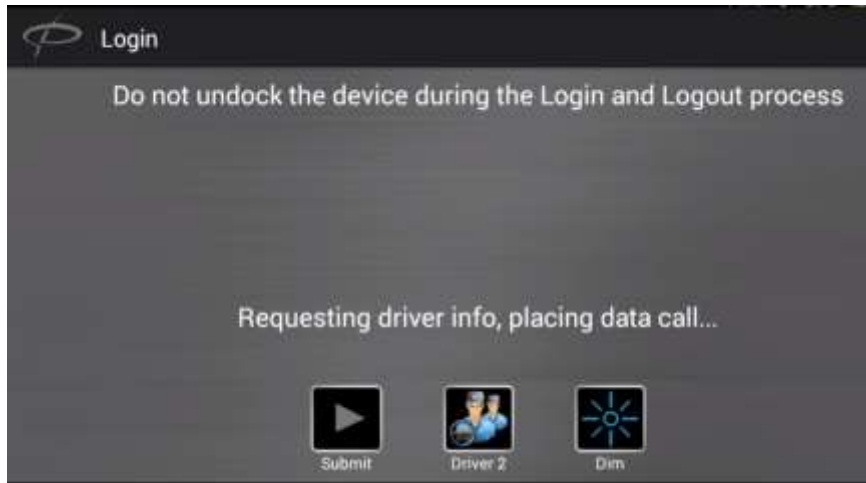 Login
Do not undock the device during the Login and Logout process
Requesting driver info, placing data call...
Submit
Driver 2
Dim